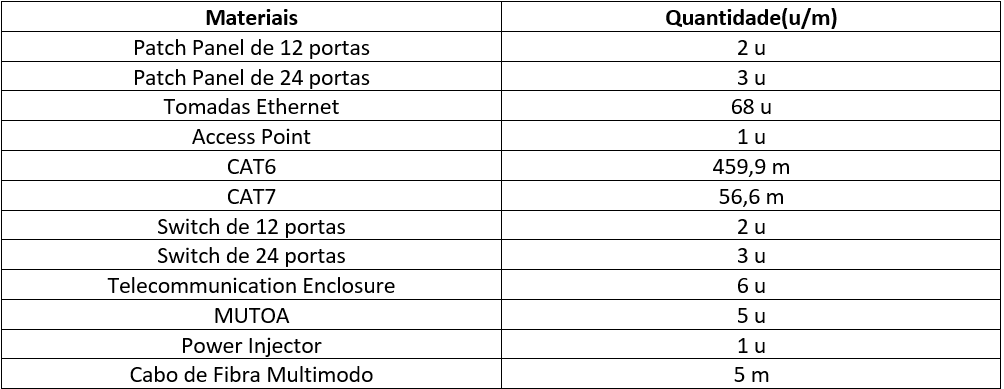 Materiais Quantidade(u/m)
Patch Panel de 12 portas 2 u
Patch Panel de 24 portas 3 u
Tomadas Ethernet 68 u
Access Point 1 u
CAT6 459,9 m
CAT7 56,6 m
Switch de 12 portas 2 u
Switch de 24 portas 3 u
Telecommunication Enclosure 6 u
MUTOA 5 u
Power Injector 1 u
Cabo de Fibra Multimodo 5 m